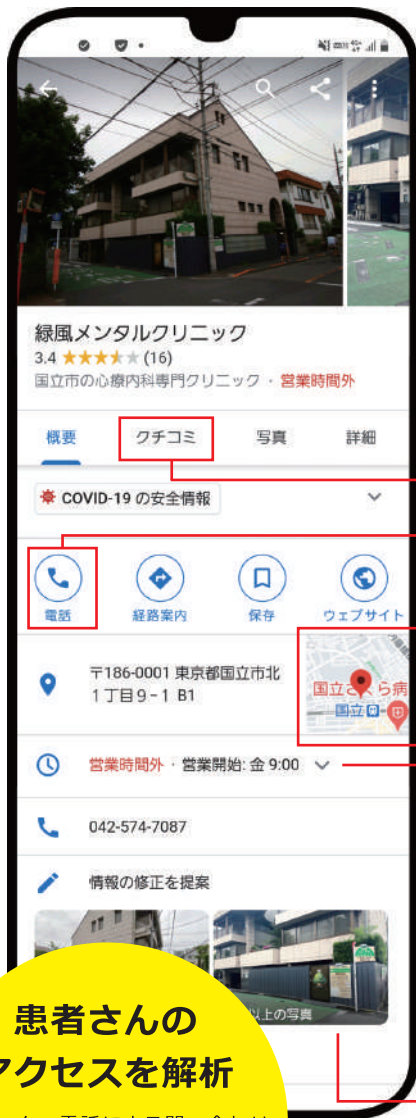 緑風メンタルクリニック
3.4 (16)
国立市の心療内科専門クリニック・営業時間外
概要 クチコミ 写真 詳細
COVID-19 の安全情報
電話 経路案内 保存 ウェブサイト
〒186-0001 東京都国立市北
1丁目9-1 B1
国立さくら病
国立
営業時間外・営業開始: 金 9:00
042-574-7087
情報の修正を提案
以上の写真
患者さんの
アクセスを解析